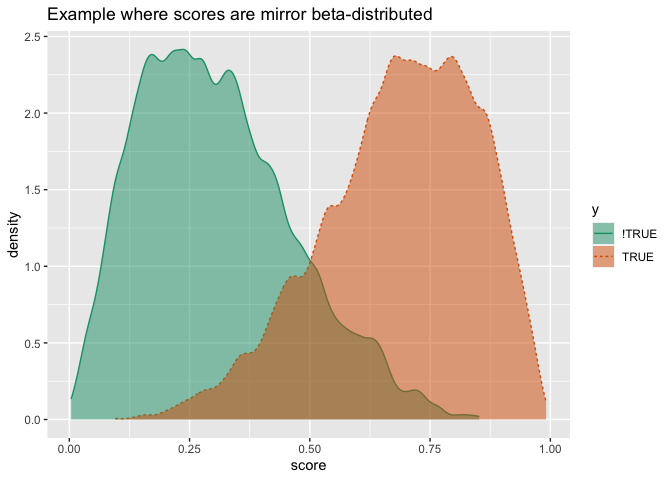 Example where scores are mirror beta-distributed
2.5
2.0
1.5
1.0
0.5
0.0
density
0.00 0.25 0.50 0.75 1.00
score
y
!TRUE
TRUE